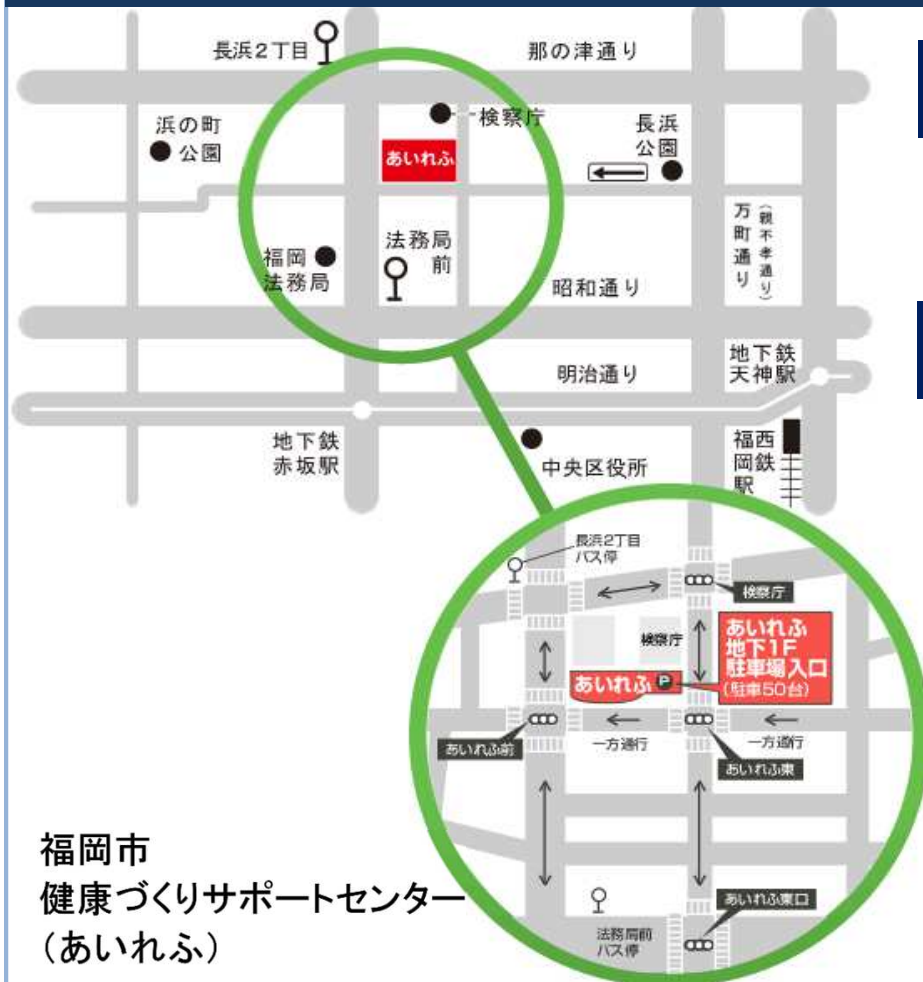 長浜2丁目
那の津通り
検察庁
浜の町
公園
長浜
公園
あいれふ
法務局
前
福岡
法務局
万町通り
（親不孝通り）
昭和通り
明治通り
地下鉄
天神駅
地下鉄
赤坂駅
中央区役所
西鉄
福岡駅
長浜2丁目
バス停
検察庁
検察庁
あいれふ
地下1F
駐車場入口
(駐車50台)
あいれふ P
一方通行
一方通行
あいれふ前
あいれふ東
あいれふ東口
法務局前
バス停
福岡市
健康づくりサポートセンター
(あいれふ)